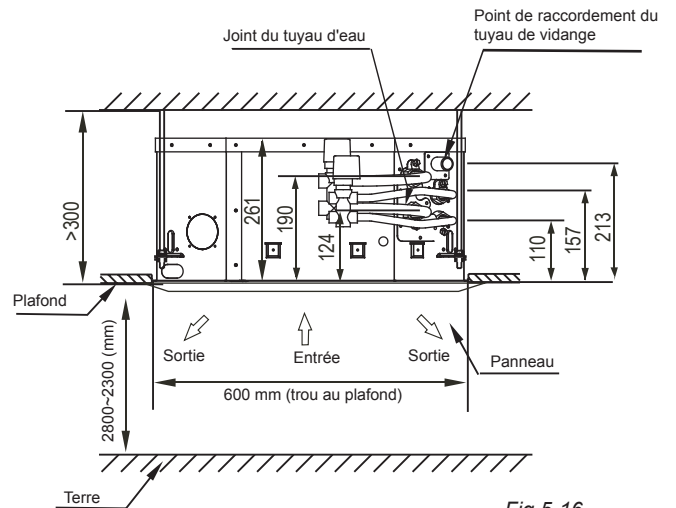 Point de raccordement du
tuyau de vidange
Joint du tuyau d'eau
>300
261
190
124
110
157
213
Plafond
Sortie
Entrée
Sortie
Panneau
600 mm (trou au plafond)
2800~2300 (mm)
Terre
Fig.5-16